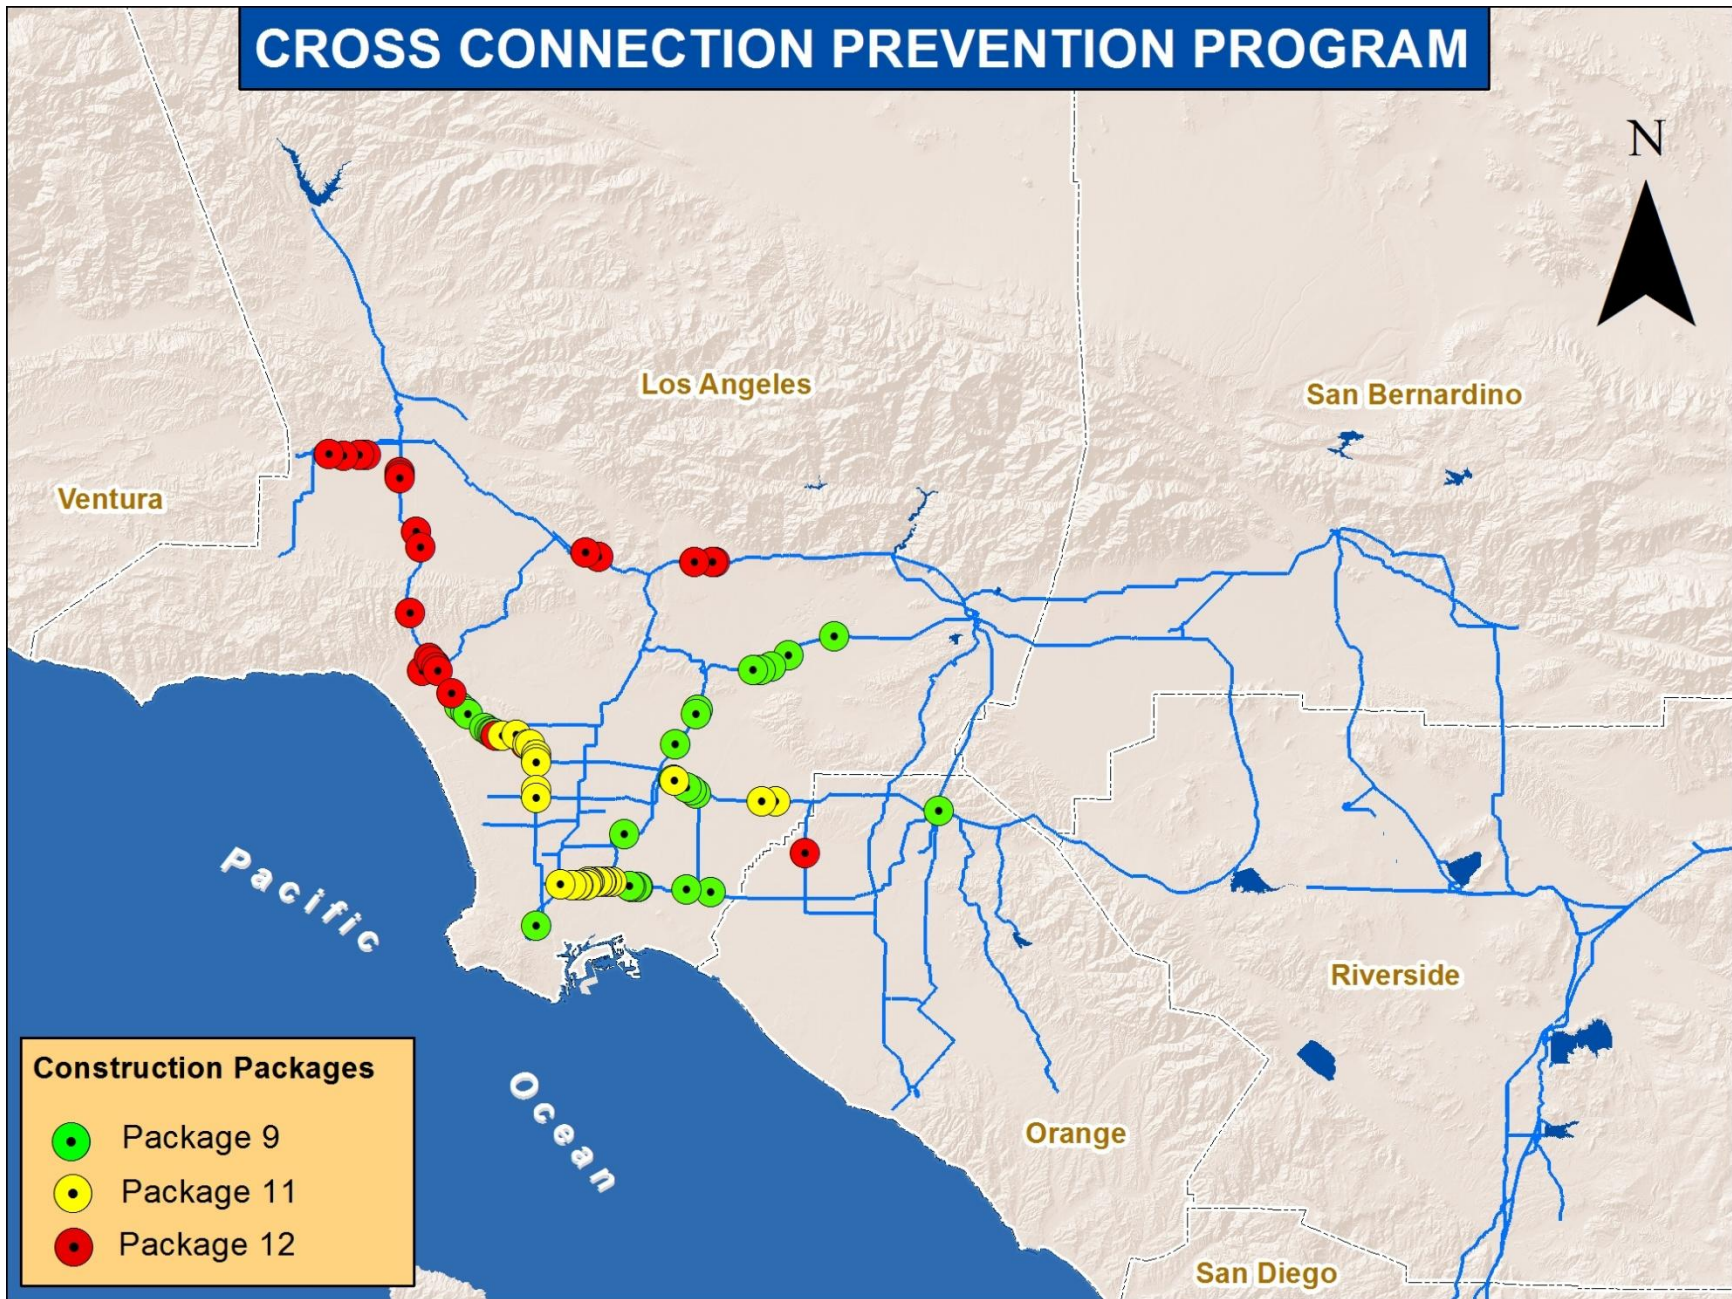 CROSS CONNECTION PREVENTION PROGRAM
N
Los Angeles
San Bernardino
Ventura
Pacific
Ocean
Riverside
Orange
San Diego
Construction Packages
Package 9
Package 11
Package 12